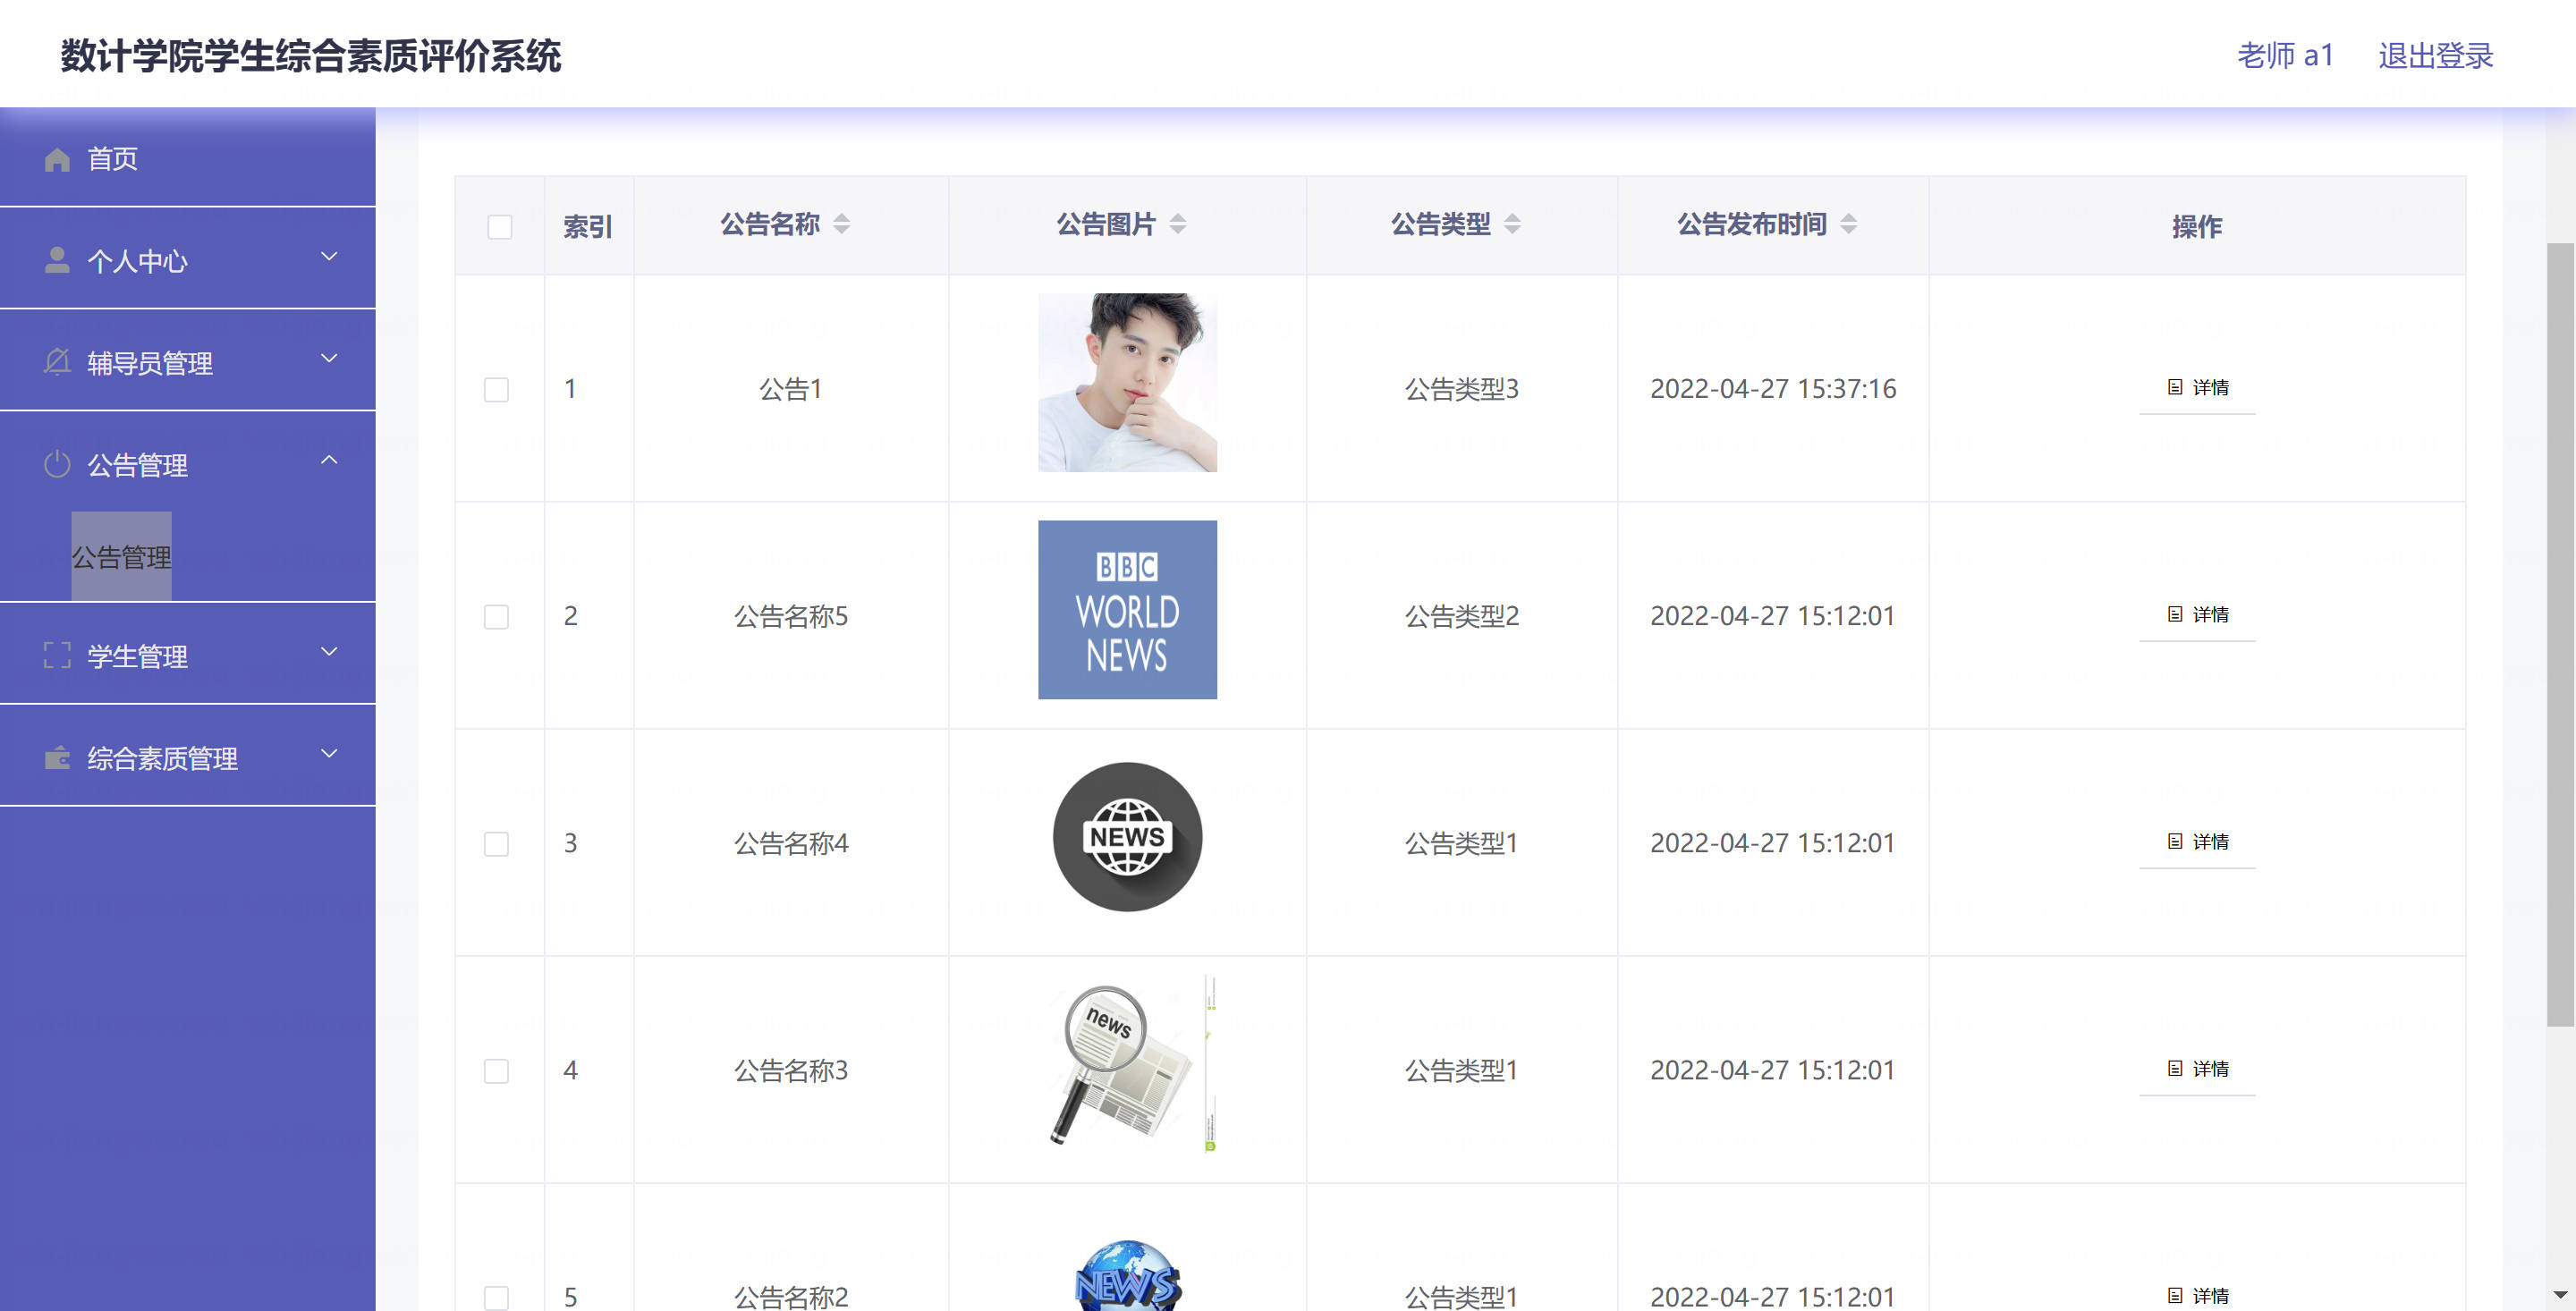 数计学院学生综合素质评价系统
老师 a1
退出登录
首页
个人中心
辅导员管理
公告管理
公告管理
学生管理
综合素质管理
索引 公告名称 公告图片 公告类型 公告发布时间 操作
1 公告1 公告类型3 2022-04-27 15:37:16 详情
2 公告名称5 BBC WORLD NEWS 公告类型2 2022-04-27 15:12:01 详情
3 公告名称4 NEWS 公告类型1 2022-04-27 15:12:01 详情
4 公告名称3 news 公告类型1 2022-04-27 15:12:01 详情
5 公告名称2 NEWS 公告类型1 2022-04-27 15:12:01 详情